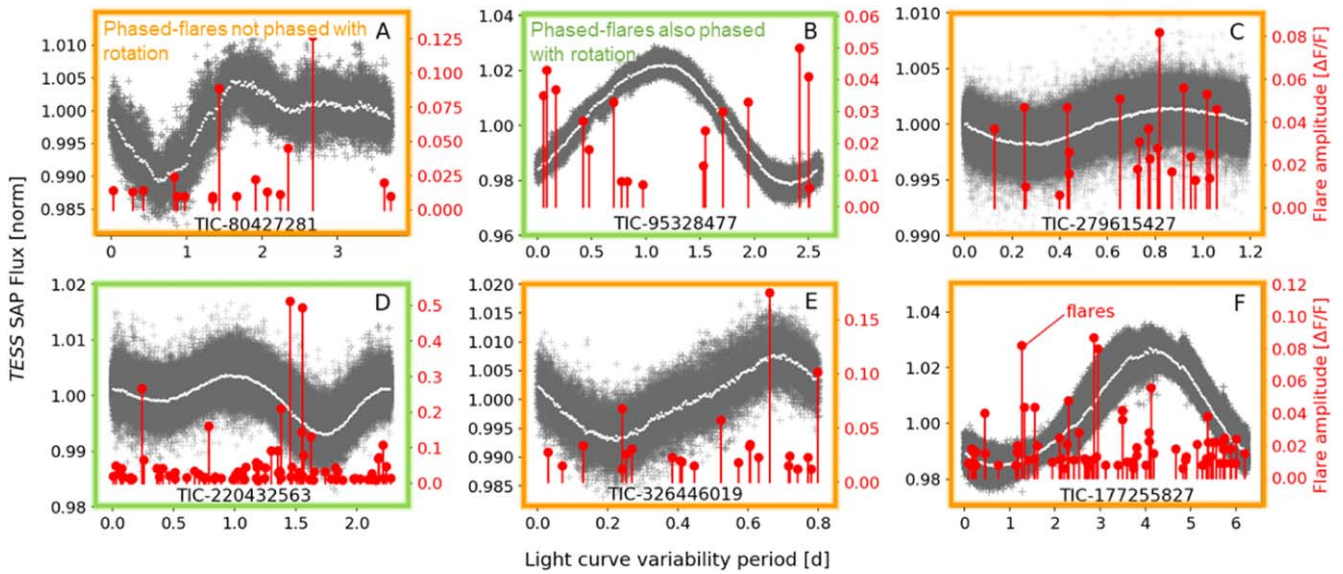 Phased-flares not phased with
rotation
A
1.010
1.005
1.000
0.995
0.990
0.985
0.125
0.100
0.075
0.050
0.025
0.000
TIC-80427281
0 1 2 3
Phased-flares also phased
with rotation
B
1.04
1.02
1.00
0.98
0.96
0.06
0.05
0.04
0.03
0.02
0.01
0.00
TIC-95328477
0.0 0.5 1.0 1.5 2.0 2.5
C
1.010
1.005
1.000
0.995
0.990
0.08
0.06
0.04
0.02
0.00
Flare amplitude [ΔF/F]
TIC-279615427
0.0 0.2 0.4 0.6 0.8 1.0 1.2
TESS SAP Flux [norm]
D
1.02
1.01
1.00
0.99
0.98
0.5
0.4
0.3
0.2
0.1
0.0
TIC-220432563
0.0 0.5 1.0 1.5 2.0
E
1.020
1.015
1.010
1.005
1.000
0.995
0.990
0.985
0.15
0.10
0.05
0.00
TIC-326446019
0.0 0.2 0.4 0.6 0.8
F
flares
1.04
1.02
1.00
0.98
0.12
0.10
0.08
0.06
0.04
0.02
0.00
Flare amplitude [ΔF/F]
TIC-177255827
0 1 2 3 4 5 6
Light curve variability period [d]